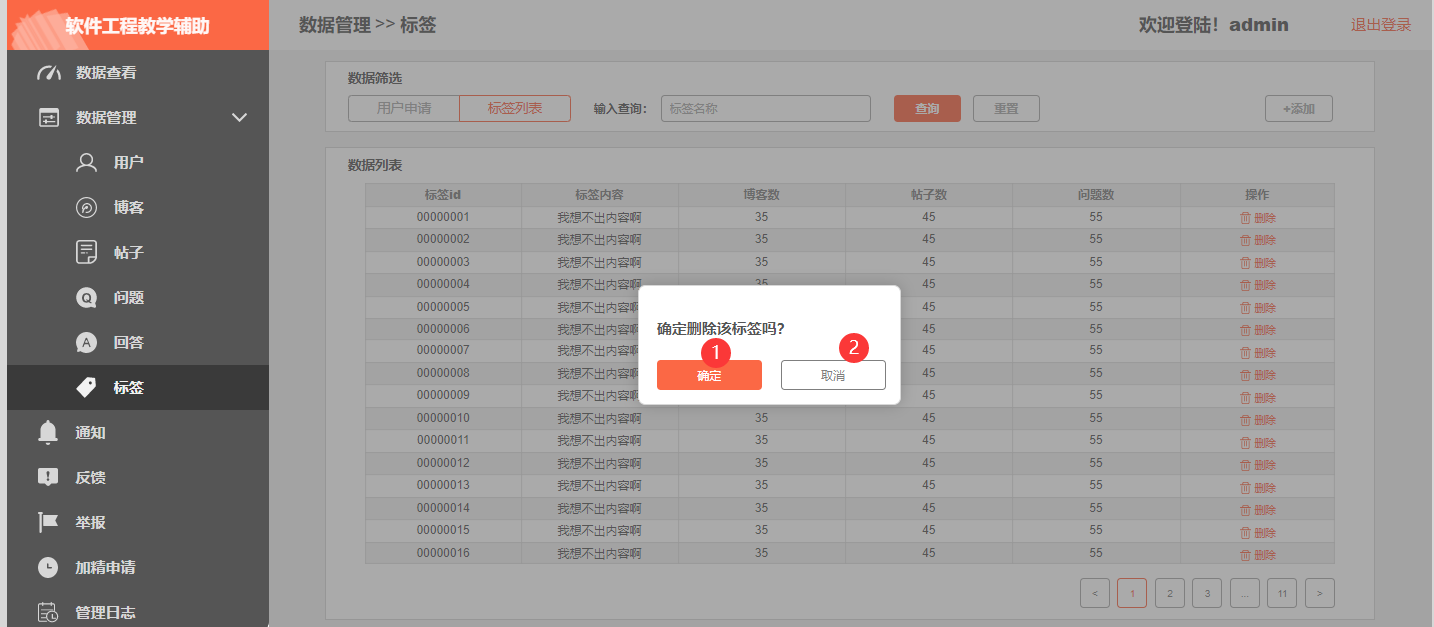 软件工程教学辅助
数据管理 >> 标签
欢迎登陆！admin
退出登录
数据查看
数据管理
用户
博客
帖子
问题
回答
标签
通知
反馈
举报
加精申请
管理日志
数据筛选
用户申请 标签列表 输入查询： 标签名称 查询 重置 +添加
数据列表
标签id 标签内容 博客数 帖子数 问题数 操作
00000001 我想不出内容啊 35 45 55 删除
00000002 我想不出内容啊 35 45 55 删除
00000003 我想不出内容啊 35 45 55 删除
00000004 我想不出内容啊 35 45 55 删除
00000005 我想不出内容 45 55 删除
00000006 我想不出内容 45 55 删除
00000007 我想不出内容 45 55 删除
00000008 我想不出内容 45 55 删除
00000009 我想不出内容 45 55 删除
00000010 我想不出内容啊 35 45 55 删除
00000011 我想不出内容啊 35 45 55 删除
00000012 我想不出内容啊 35 45 55 删除
00000013 我想不出内容啊 35 45 55 删除
00000014 我想不出内容啊 35 45 55 删除
00000015 我想不出内容啊 35 45 55 删除
00000016 我想不出内容啊 35 45 55 删除
确定删除该标签吗?
1 2
确定 取消
< 1 2 3 ... 11 >